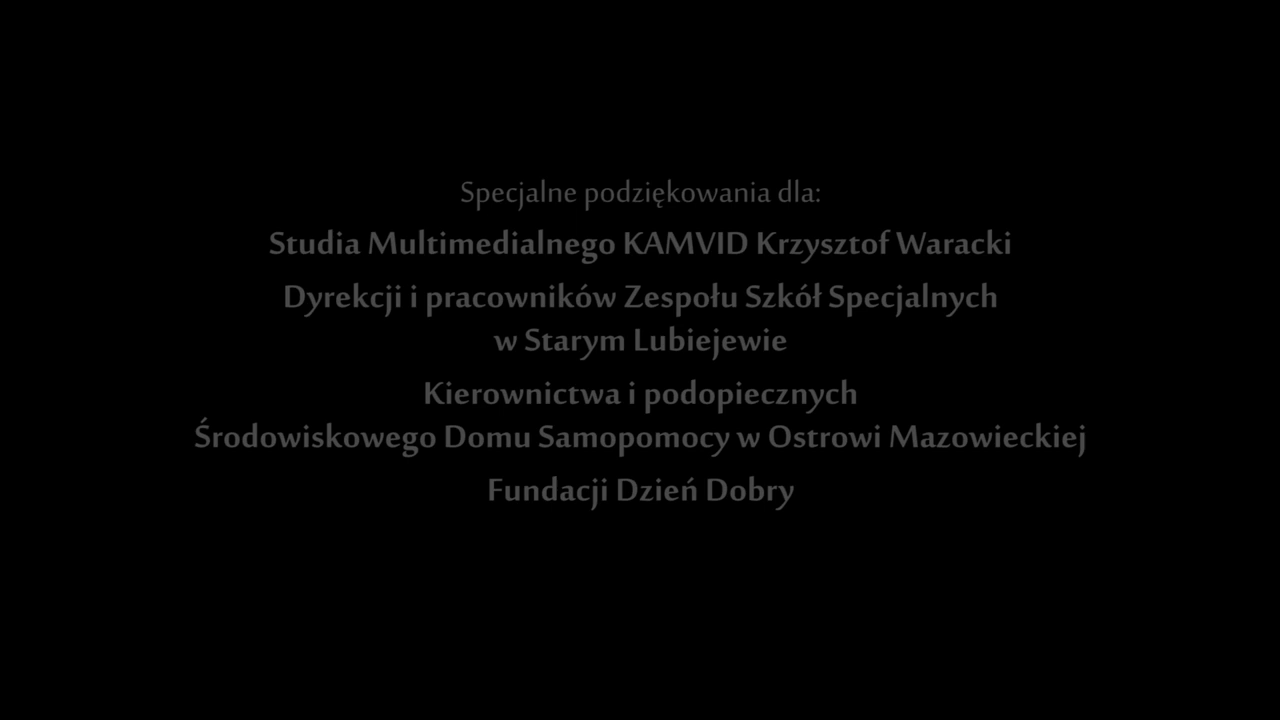 Specjalne podziękowania dla:
Studia Multimedialnego KAMVID Krzysztof Waracki
Dyrekcji i pracowników Zespołu Szkół Specjalnych
w Starym Lubiejewie
Kierownictwa i podopiecznych
Środowiskowego Domu Samopomocy w Ostrowi Mazowieckiej
Fundacji Dzień Dobry